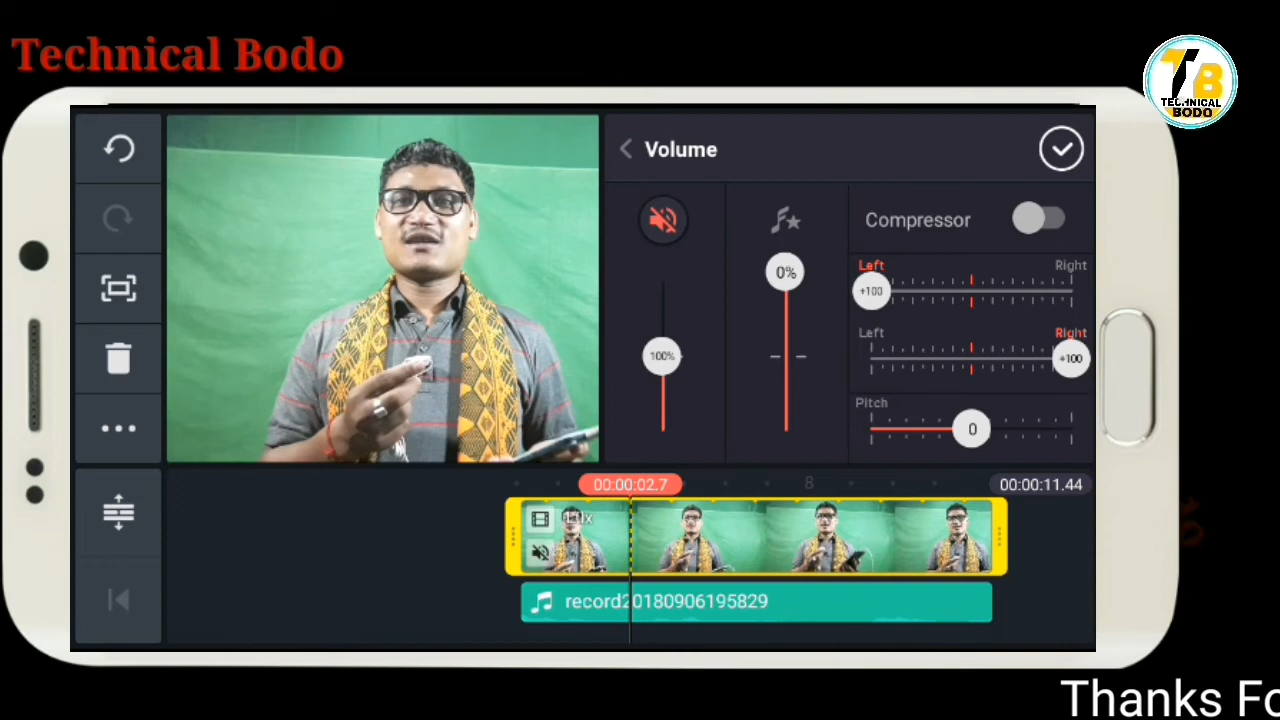 Technical Bodo
TB
TECHNICAL
BODO
Volume
Compressor
0%
100%
Left
Right
+100
Left
Right
+100
Pitch
0
00:00:02.7
8
00:00:11.44
record20180906195829
Thanks Fo